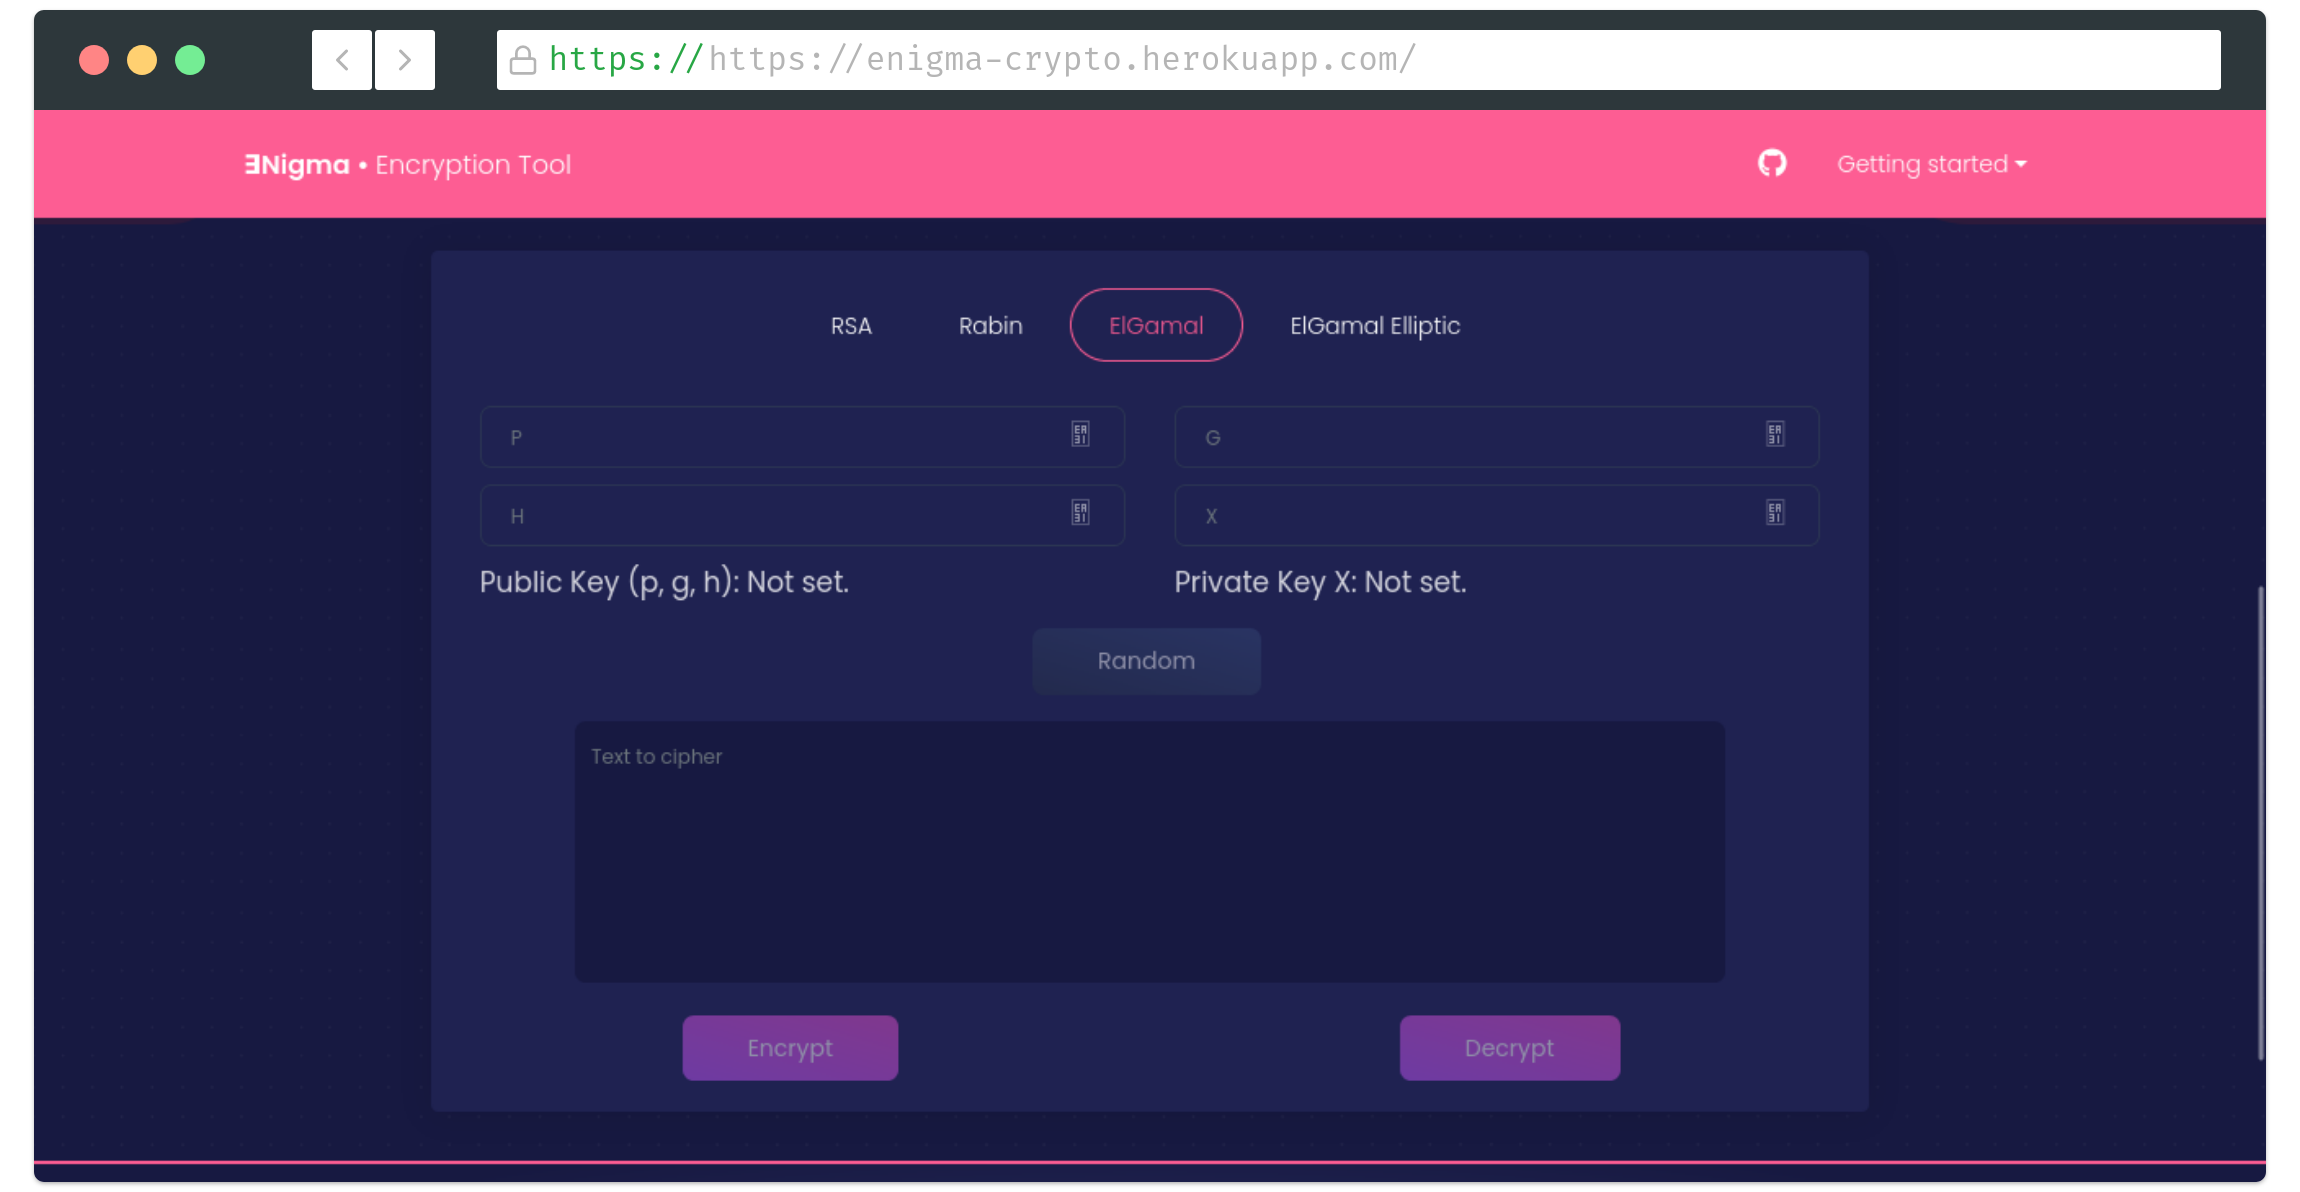 https://https://enigma-crypto.herokuapp.com/
ƎNigma • Encryption Tool
Getting started
RSA
Rabin
ElGamal
ElGamal Elliptic
P
G
H
X
Public Key (p, g, h): Not set.
Private Key X: Not set.
Random
Text to cipher
Encrypt
Decrypt